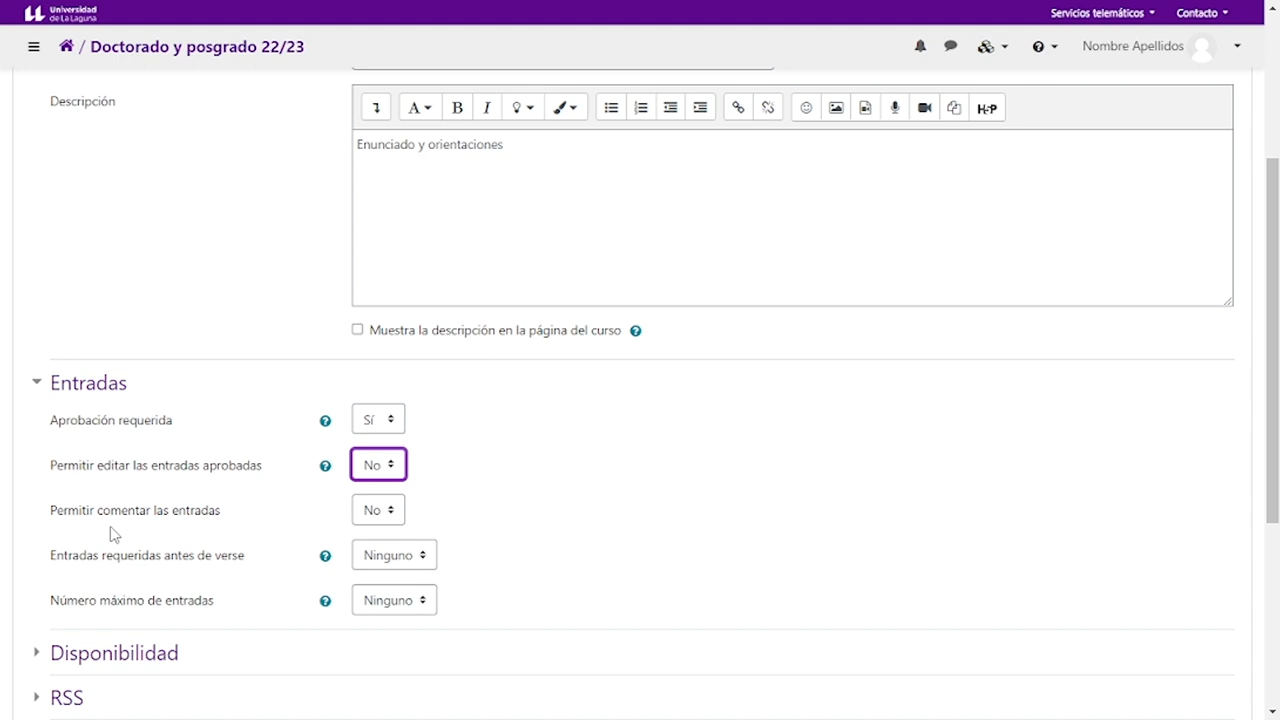 Universidad
de La Laguna
Servicios telemáticos
Contacto
/ Doctorado y posgrado 22/23
Nombre Apellidos
Descripción
A
B
I
H-P
Enunciado y orientaciones
Muestra la descripción en la página del curso
Entradas
Aprobación requerida
Sí
Permitir editar las entradas aprobadas
No
Permitir comentar las entradas
No
Entradas requeridas antes de verse
Ninguno
Número máximo de entradas
Ninguno
Disponibilidad
RSS